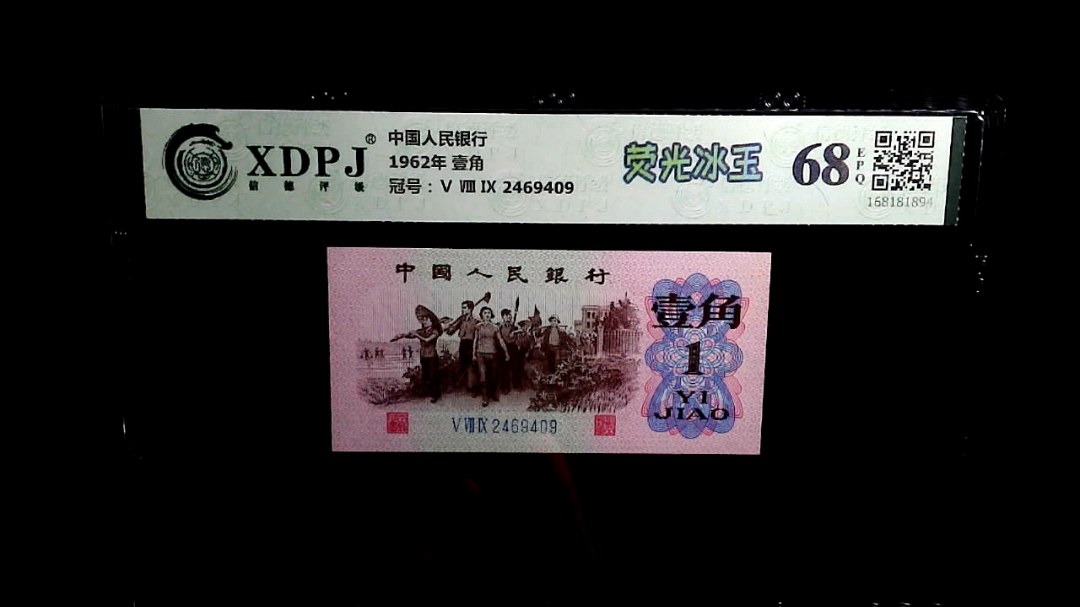 XDPJ®
信德评级
中国人民银行
1962年 壹角
冠号：Ⅴ Ⅷ Ⅸ 2469409
荧光冰玉
68
EPQ
168181894
中國人民銀行
壹角
1
YI
JIAO
Ⅴ Ⅷ Ⅸ 2469409